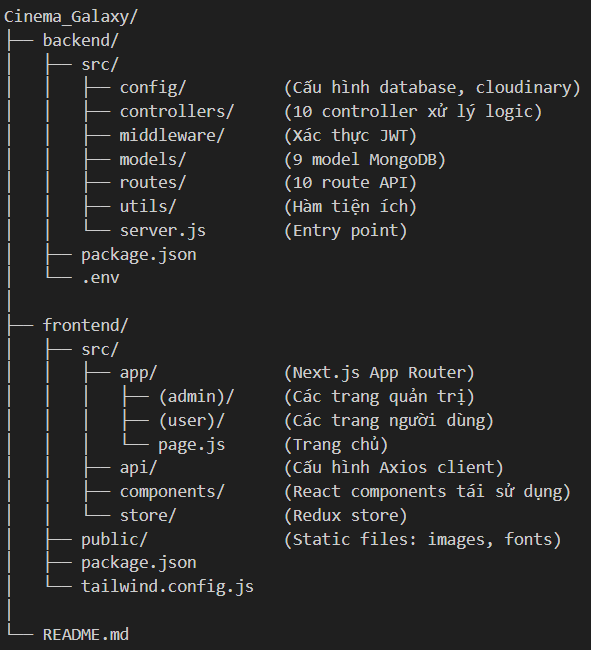 Cinema_Galaxy/
├── backend/
│   ├── src/
│   │   ├── config/          (Cấu hình database, cloudinary)
│   │   ├── controllers/     (10 controller xử lý logic)
│   │   ├── middleware/      (Xác thực JWT)
│   │   ├── models/          (9 model MongoDB)
│   │   ├── routes/          (10 route API)
│   │   ├── utils/           (Hàm tiện ích)
│   │   └── server.js        (Entry point)
│   ├── package.json
│   └── .env
│
├── frontend/
│   ├── src/
│   │   ├── app/             (Next.js App Router)
│   │   │   ├── (admin)/     (Các trang quản trị)
│   │   │   ├── (user)/      (Các trang người dùng)
│   │   │   └── page.js      (Trang chủ)
│   │   ├── api/             (Cấu hình Axios client)
│   │   ├── components/      (React components tái sử dụng)
│   │   └── store/           (Redux store)
│   ├── public/              (Static files: images, fonts)
│   ├── package.json
│   └── tailwind.config.js
│
└── README.md